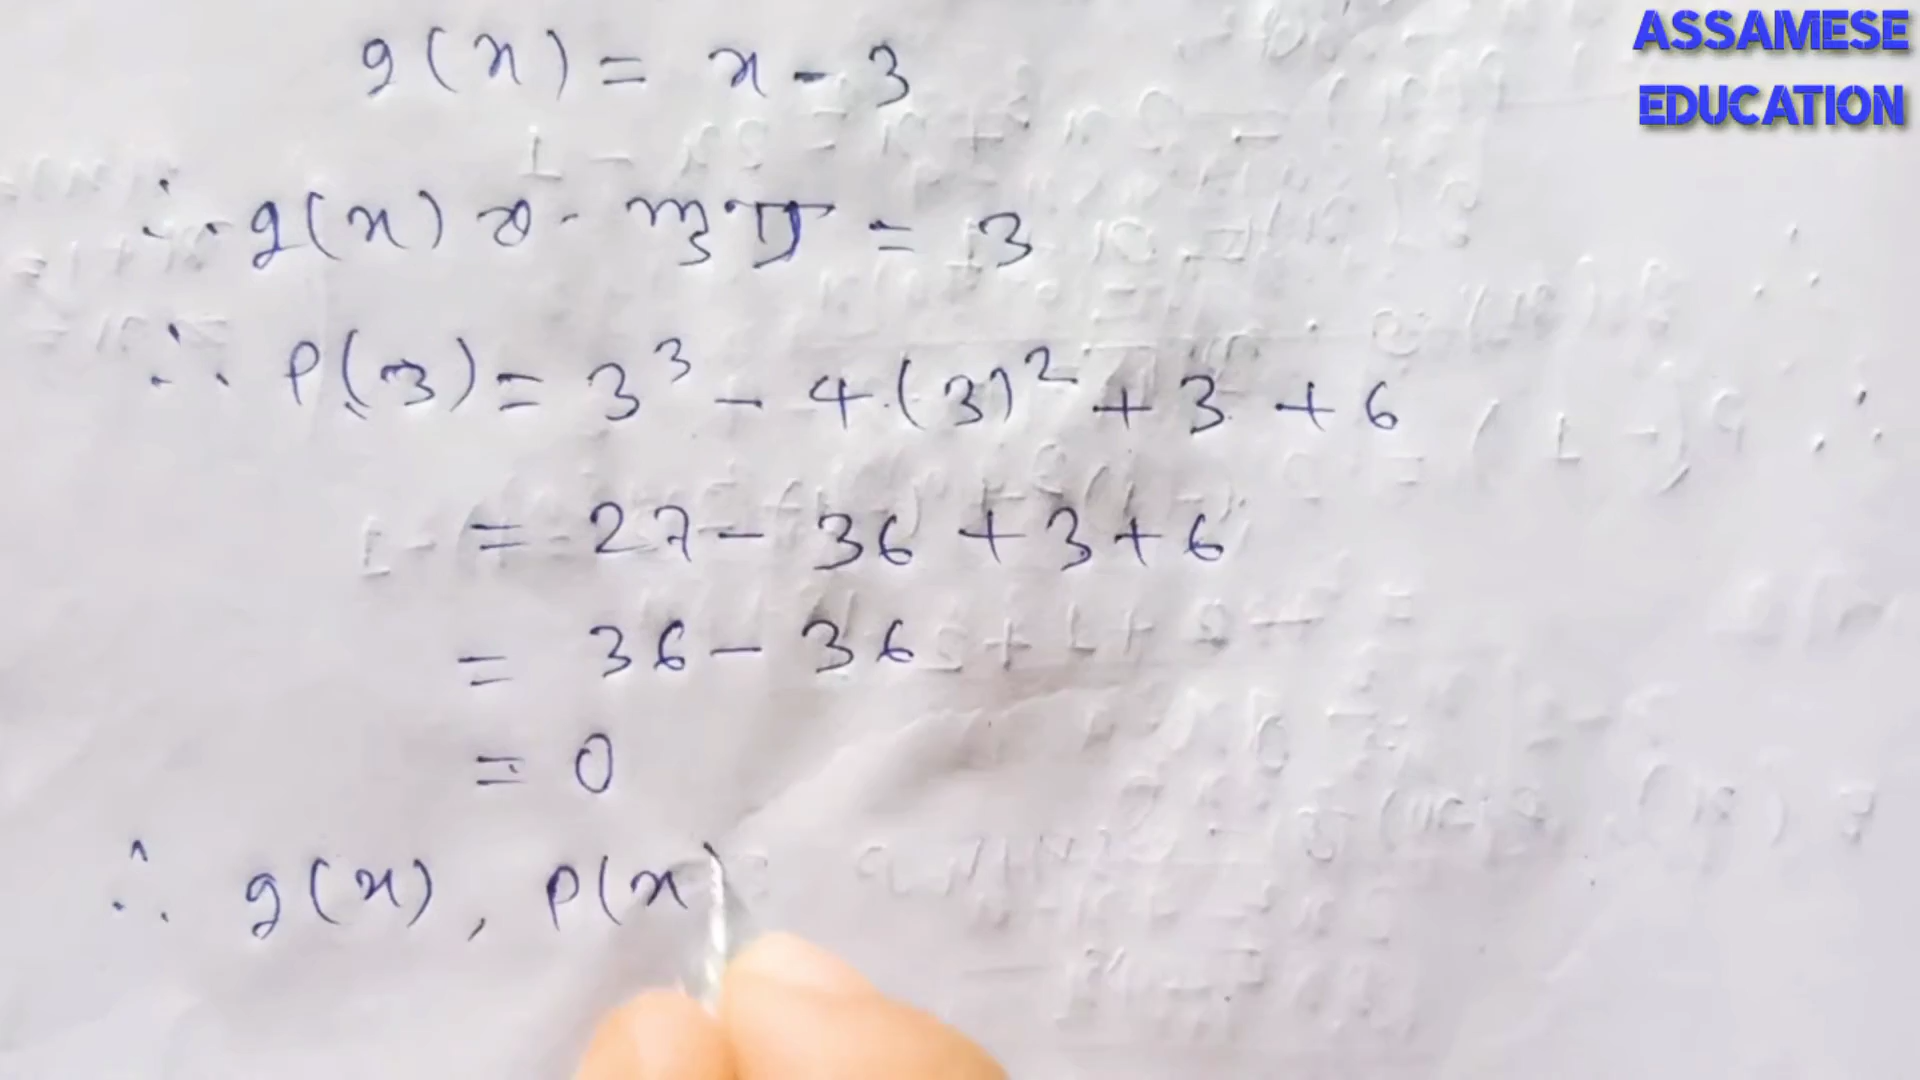 ASSAMESE
EDUCATION
g(x) = x - 3
∴ g(x) ৰ শূন্য = 3
∴ P(3) = 3³ - 4.(3)² + 3 + 6
= 27 - 36 + 3 + 6
= 36 - 36
= 0
∴ g(x), P(x)